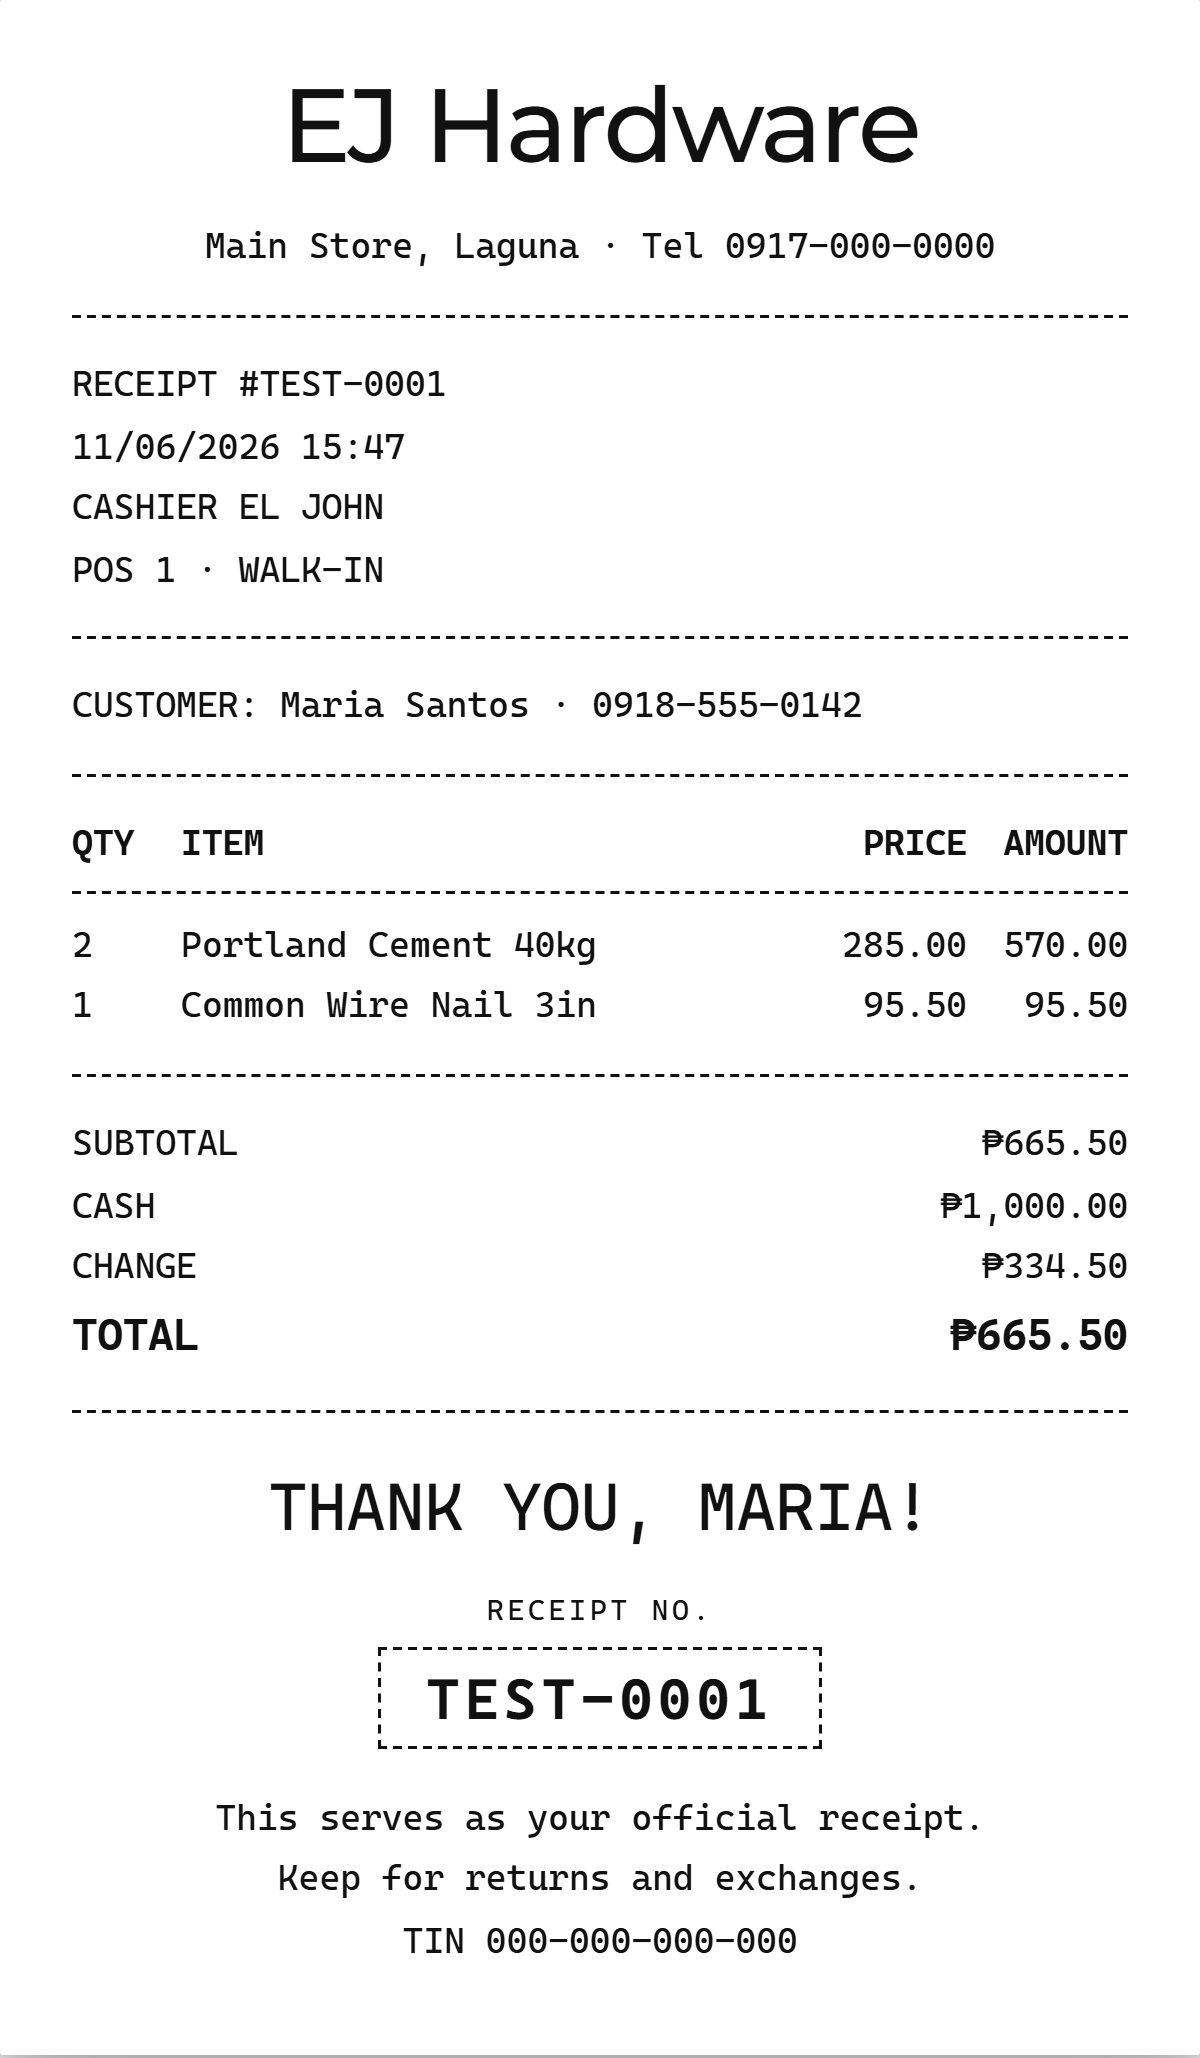 EJ Hardware
Main Store, Laguna · Tel 0917-000-0000
RECEIPT #TEST-0001
11/06/2026 15:47
CASHIER EL JOHN
POS 1 · WALK-IN
CUSTOMER: Maria Santos · 0918-555-0142
QTY ITEM PRICE AMOUNT
2 Portland Cement 40kg 285.00 570.00
1 Common Wire Nail 3in 95.50 95.50
SUBTOTAL ₱665.50
CASH ₱1,000.00
CHANGE ₱334.50
TOTAL ₱665.50
THANK YOU, MARIA!
RECEIPT NO.
TEST-0001
This serves as your official receipt.
Keep for returns and exchanges.
TIN 000-000-000-000